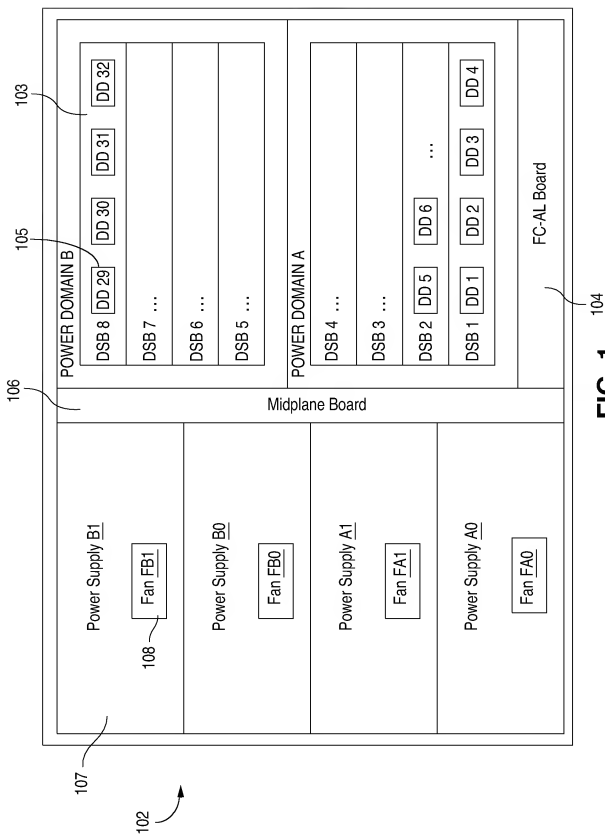 102
107
106
105
103
Power Supply B1
Fan FB1
108
Power Supply B0
Fan FB0
Power Supply A1
Fan FA1
Power Supply A0
Fan FA0
Midplane Board
POWER DOMAIN B
DSB 8 DD 29 DD 30 DD 31 DD 32
DSB 7 ...
DSB 6 ...
DSB 5 ...
POWER DOMAIN A
DSB 4 ...
DSB 3 ...
DSB 2 DD 5 DD 6 ...
DSB 1 DD 1 DD 2 DD 3 DD 4
FC-AL Board
104
FIG. 1